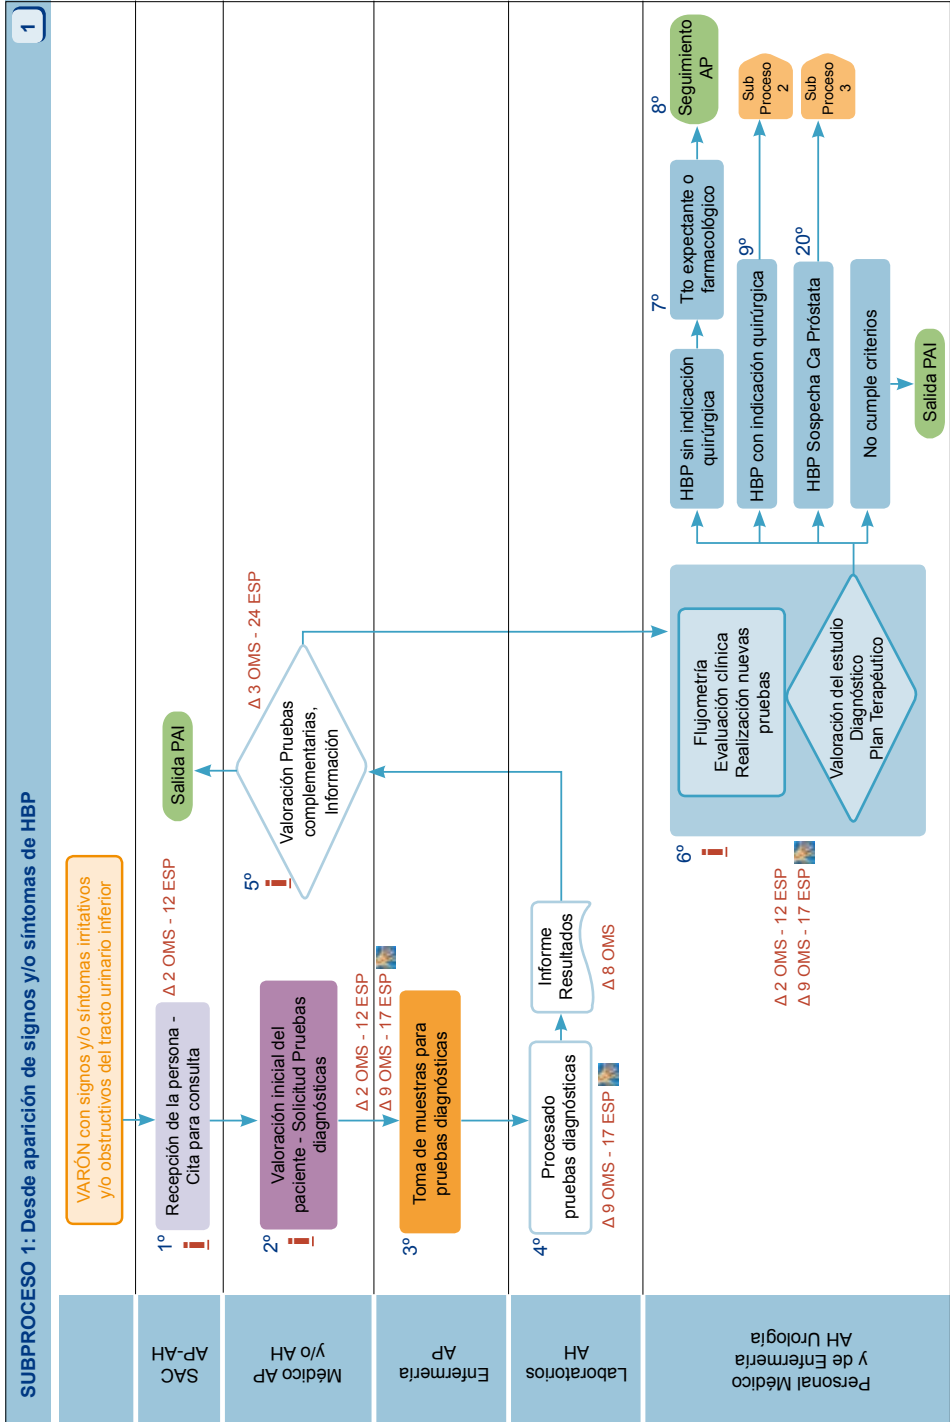 SUBPROCESO 1: Desde aparición de signos y/o síntomas de HBP
1
VARÓN con signos y/o síntomas irritativos
y/o obstructivos del tracto urinario inferior
SAC
AP-AH
1º
Recepción de la persona -
Cita para consulta
Δ 2 OMS - 12 ESP
Salida PAI
Médico AP
y/o AH
2º
Valoración inicial del
paciente - Solicitud Pruebas
diagnósticas
Δ 2 OMS - 12 ESP
Δ 9 OMS - 17 ESP
5º
Valoración Pruebas
complementarias,
Información
Δ 3 OMS - 24 ESP
Enfermería
AP
3º
Toma de muestras para
pruebas diagnósticas
Laboratorios
AH
4º
Procesado
pruebas diagnósticas
Δ 9 OMS - 17 ESP
Informe
Resultados
Δ 8 OMS
Personal Médico
y de Enfermería
AH Urología
6º
Δ 2 OMS - 12 ESP
Δ 9 OMS - 17 ESP
Flujometría
Evaluación clínica
Realización nuevas
pruebas
Valoración del estudio
Diagnóstico
Plan Terapéutico
HBP sin indicación
quirúrgica
7º
Tto expectante o
farmacológico
8º
Seguimiento
AP
HBP con indicación quirúrgica
9º
Sub
Proceso
2
HBP Sospecha Ca Próstata
20º
Sub
Proceso
3
No cumple criterios
Salida PAI